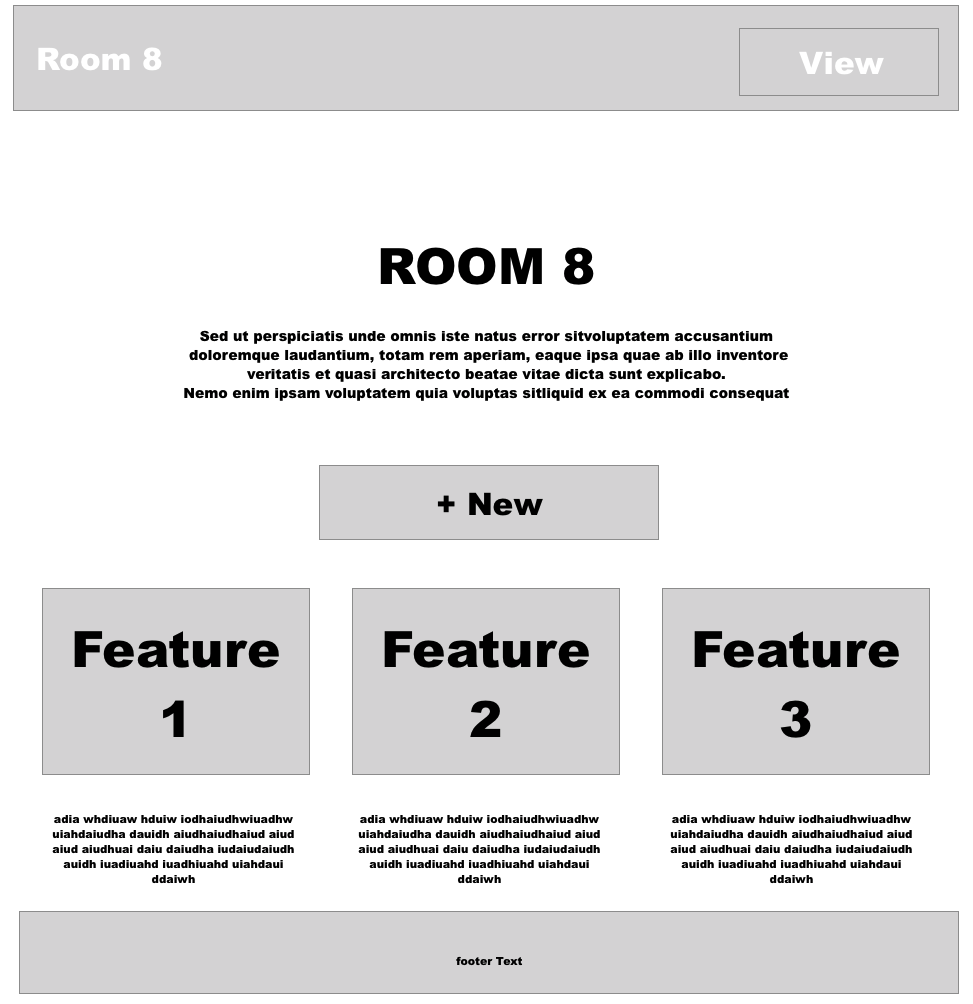 Room 8
View
ROOM 8
Sed ut perspiciatis unde omnis iste natus error sitvoluptatem accusantium
doloremque laudantium, totam rem aperiam, eaque ipsa quae ab illo inventore
veritatis et quasi architecto beatae vitae dicta sunt explicabo.
Nemo enim ipsam voluptatem quia voluptas sitliquid ex ea commodi consequat
+ New
Feature
1
Feature
2
Feature
3
adia whdiuaw hduiw iodhaiudhwiuadhw
uiahdaiudha dauidh aiudhaiudhaiud aiud
aiud aiudhuai daiu daiudha iudaiudaiudh
auidh iuadiuahd iuadhiuahd uiahdaui
ddaiwh
adia whdiuaw hduiw iodhaiudhwiuadhw
uiahdaiudha dauidh aiudhaiudhaiud aiud
aiud aiudhuai daiu daiudha iudaiudaiudh
auidh iuadiuahd iuadhiuahd uiahdaui
ddaiwh
adia whdiuaw hduiw iodhaiudhwiuadhw
uiahdaiudha dauidh aiudhaiudhaiud aiud
aiud aiudhuai daiu daiudha iudaiudaiudh
auidh iuadiuahd iuadhiuahd uiahdaui
ddaiwh
footer Text